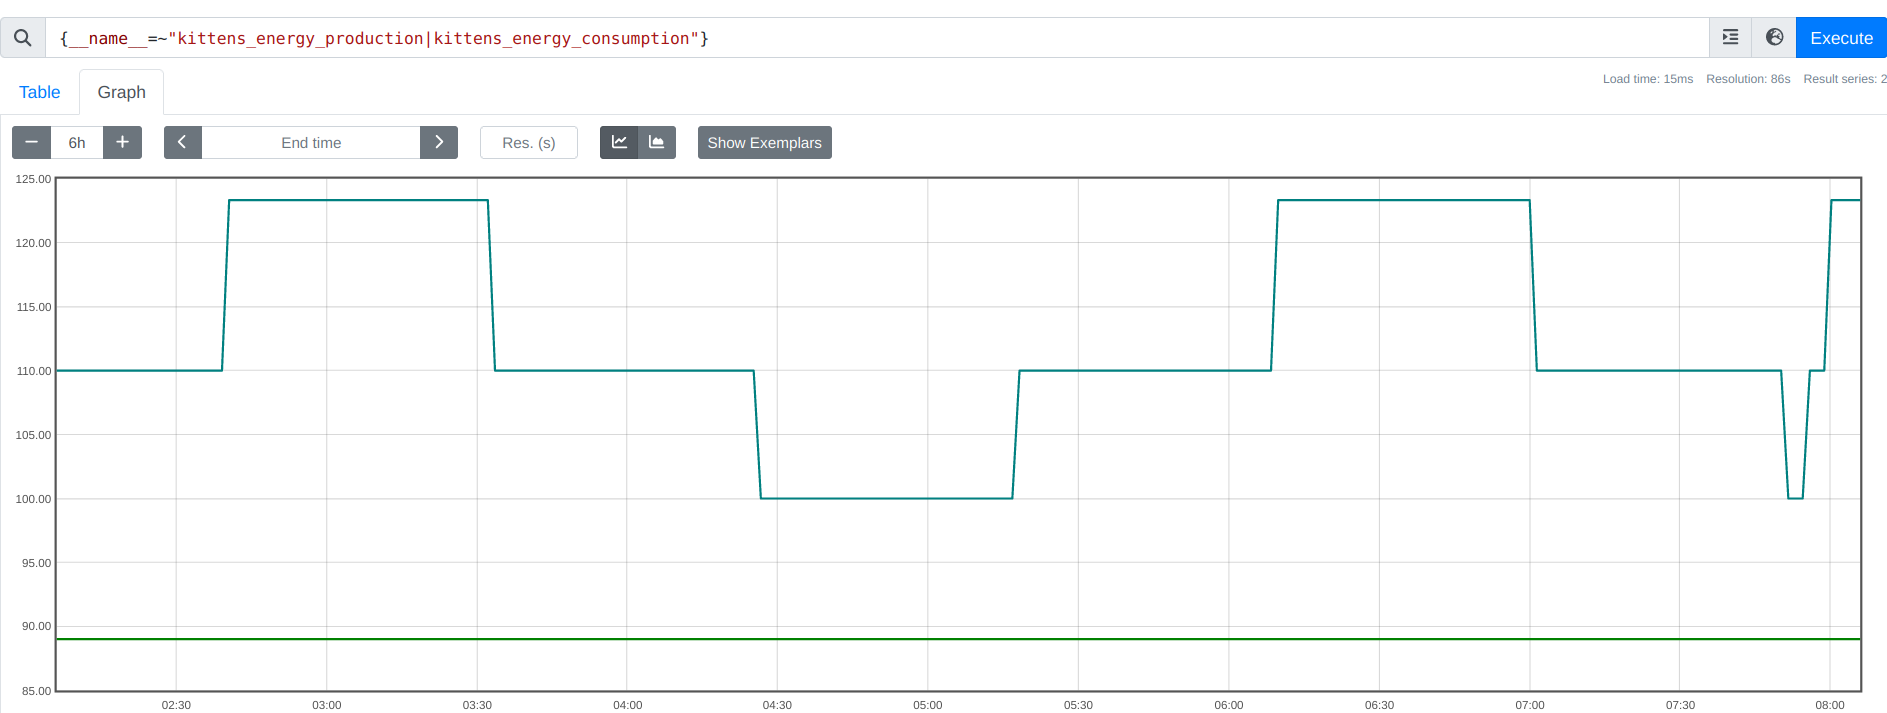 {__name__=~"kittens_energy_production|kittens_energy_consumption"} Execute
Table Graph Load time: 15ms Resolution: 86s Result series: 2
6h End time Res. (s) Show Exemplars
125.00
120.00
115.00
110.00
105.00
100.00
95.00
90.00
85.00
02:30 03:00 03:30 04:00 04:30 05:00 05:30 06:00 06:30 07:00 07:30 08:00